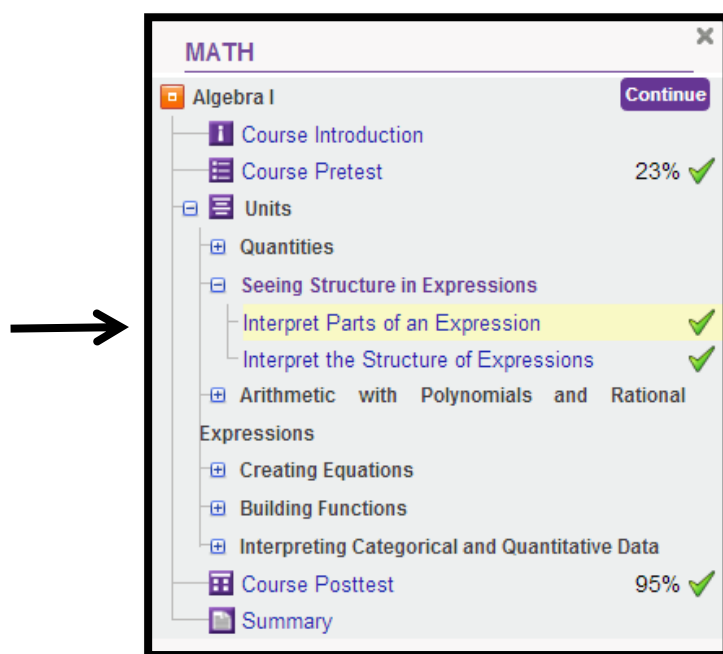 MATH
Algebra I Continue
Course Introduction
Course Pretest 23%
Units
Quantities
Seeing Structure in Expressions
Interpret Parts of an Expression
Interpret the Structure of Expressions
Arithmetic with Polynomials and Rational
Expressions
Creating Equations
Building Functions
Interpreting Categorical and Quantitative Data
Course Posttest 95%
Summary